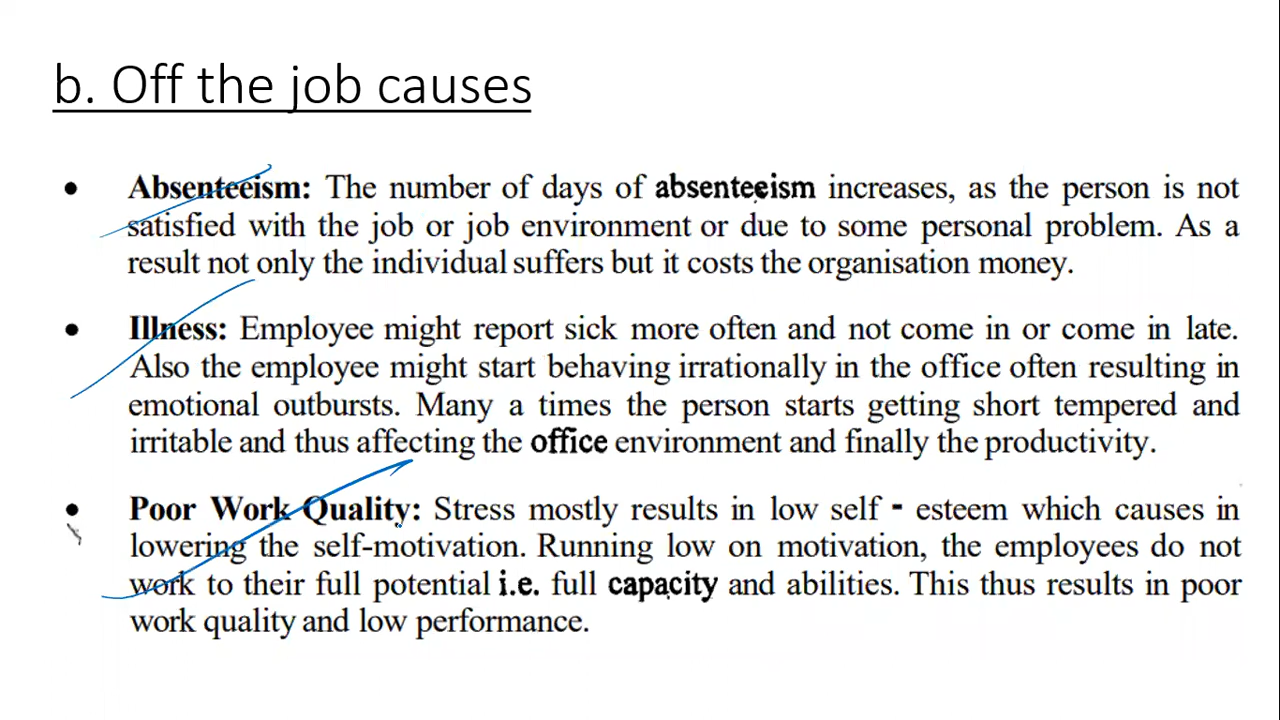 b. Off the job causes
• Absenteeism: The number of days of absenteeism increases, as the person is not
satisfied with the job or job environment or due to some personal problem. As a
result not only the individual suffers but it costs the organisation money.
• Illness: Employee might report sick more often and not come in or come in late.
Also the employee might start behaving irrationally in the office often resulting in
emotional outbursts. Many a times the person starts getting short tempered and
irritable and thus affecting the office environment and finally the productivity.
• Poor Work Quality: Stress mostly results in low self - esteem which causes in
lowering the self-motivation. Running low on motivation, the employees do not
work to their full potential i.e. full capacity and abilities. This thus results in poor
work quality and low performance.